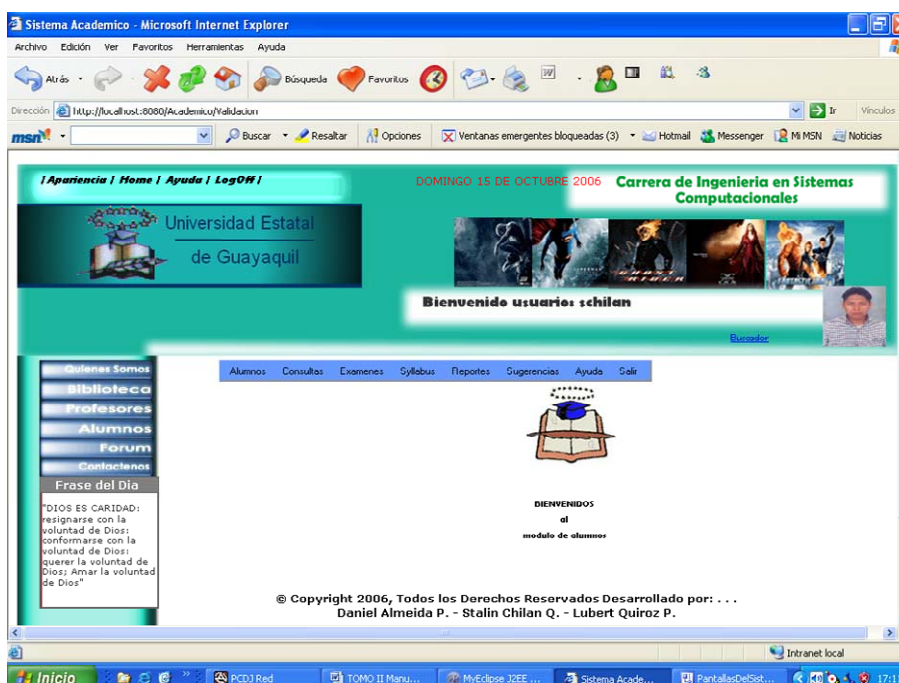 Sistema Academico - Microsoft Internet Explorer
Archivo Edición Ver Favoritos Herramientas Ayuda
Atrás Búsqueda Favoritos
Dirección http://localhost:8080/Academico/Validacion Ir Vínculos
msn Buscar Resaltar Opciones Ventanas emergentes bloqueadas (3) Hotmail Messenger Mi MSN Noticias
| Apariencia | Home | Ayuda | LogOff |
DOMINGO 15 DE OCTUBRE 2006
Carrera de Ingenieria en Sistemas
Computacionales
Universidad Estatal
de Guayaquil
GHOST RIDER
Bienvenido usuario: schilan
Buscador
Quienes Somos
Biblioteca
Profesores
Alumnos
Forum
Contactenos
Alumnos Consultas Examenes Syllabus Reportes Sugerencias Ayuda Salir
BIENVENIDOS
al
modulo de alumnos
Frase del Dia
"DIOS ES CARIDAD:
resignarse con la
voluntad de Dios:
conformarse con la
voluntad de Dios:
querer la voluntad de
Dios; Amar la voluntad
de Dios"
© Copyright 2006, Todos los Derechos Reservados Desarrollado por: . . .
Daniel Almeida P. - Stalin Chilan Q. - Lubert Quiroz P.
Intranet local
Inicio PCDJ Red TOMO II Manu... MyEclipse J2EE ... Sistema Acade... PantallasDelSist...